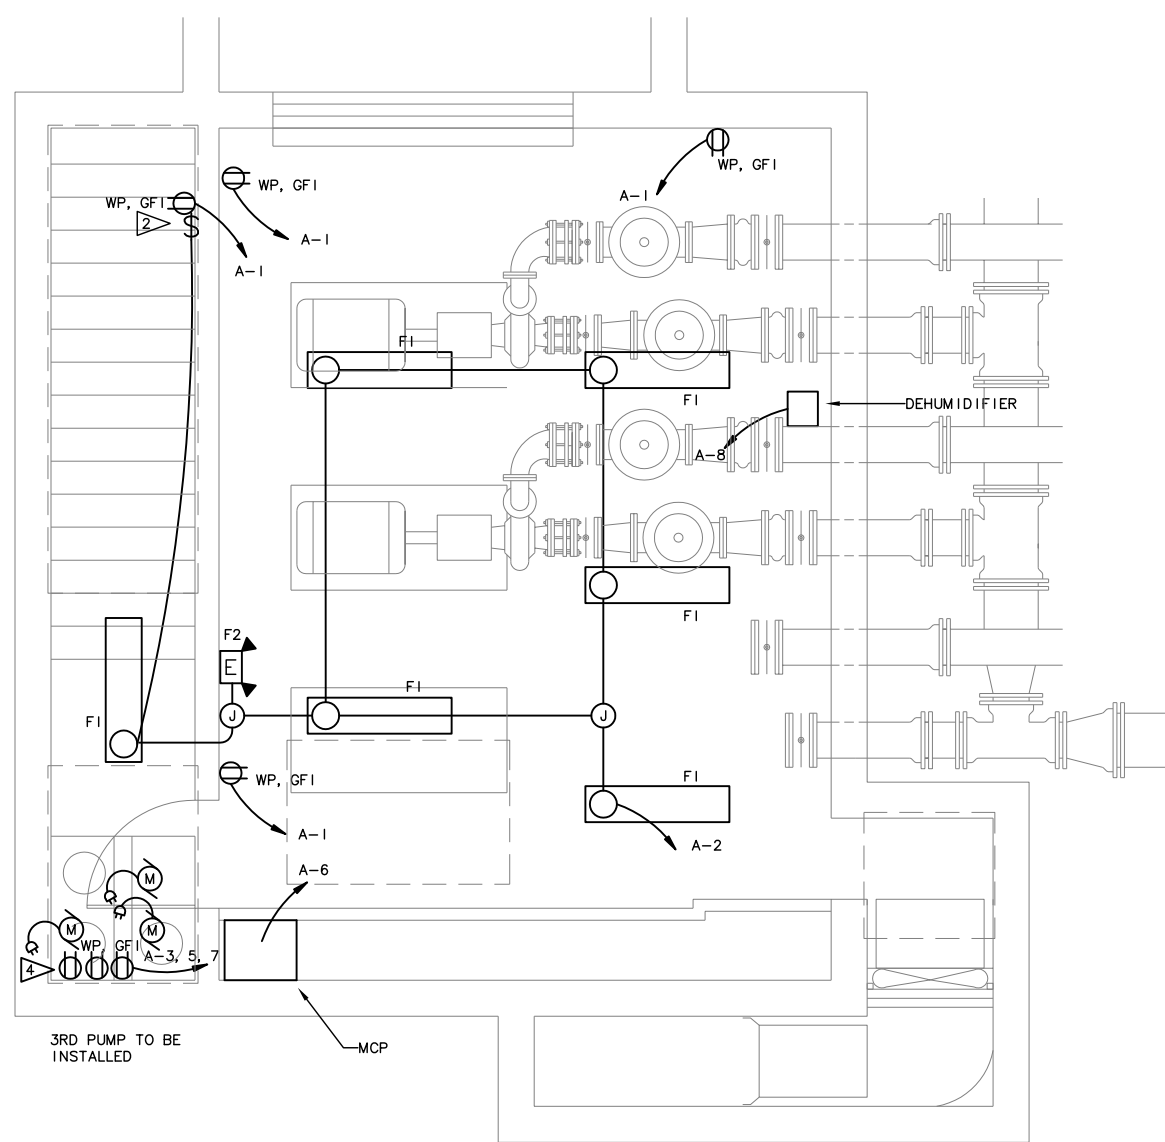 WP, GFI
A-1
WP, GFI
WP, GFI
2
S
A-1
A-1
F1
F1
DEHUMIDIFIER
A-8
F1
F2
E
F1
J
F1
J
F1
WP, GFI
A-1
A-2
A-6
M
M
M
WP, GFI
A-3, 5, 7
4
3RD PUMP TO BE
INSTALLED
MCP